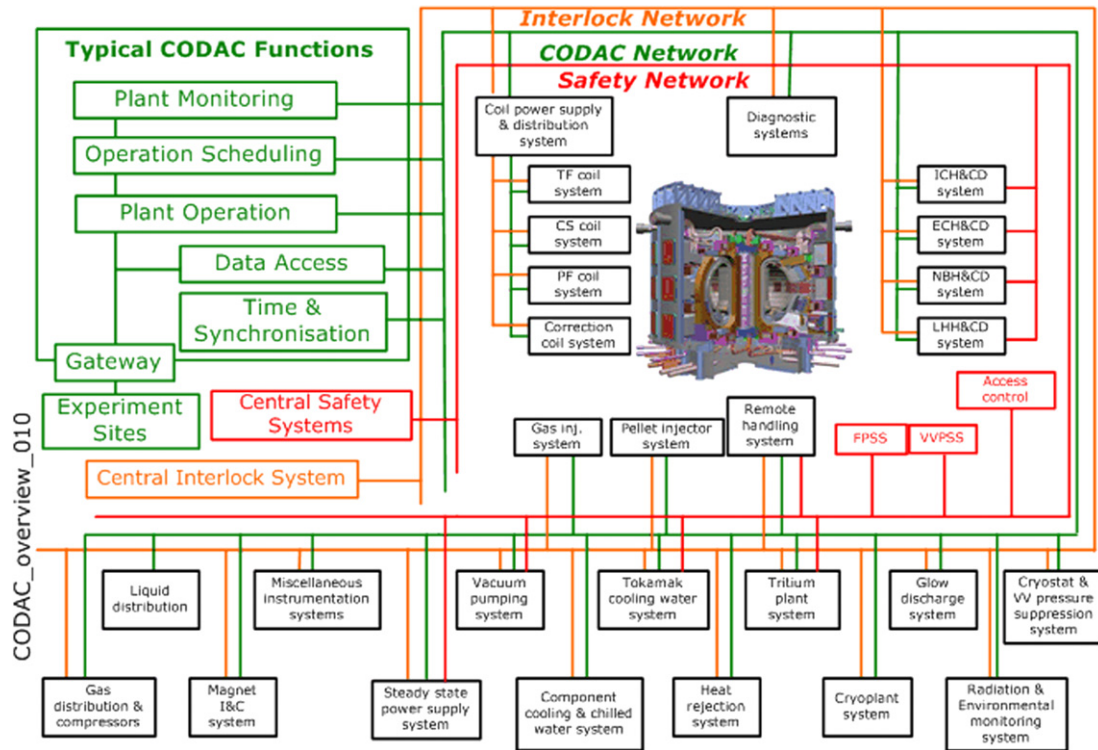 Interlock Network
Typical CODAC Functions
CODAC Network
Safety Network
Plant Monitoring
Operation Scheduling
Plant Operation
Data Access
Time &
Synchronisation
Gateway
Experiment
Sites
Central Safety
Systems
Central Interlock System
Coil power supply
& distribution
system
Diagnostic
systems
TF coil
system
CS coil
system
PF coil
system
Correction
coil system
ICH&CD
system
ECH&CD
system
NBH&CD
system
LHH&CD
system
Access
control
Gas inj.
system
Pellet injector
system
Remote
handling
system
FPSS
VVPSS
CODAC_overview_010
Liquid
distribution
Miscellaneous
instrumentation
systems
Vacuum
pumping
system
Tokamak
cooling water
system
Tritium
plant
system
Glow
discharge
system
Cryostat &
VV pressure
suppression
system
Gas
distribution &
compressors
Magnet
I&C
system
Steady state
power supply
system
Component
cooling & chilled
water system
Heat
rejection
system
Cryoplant
system
Radiation &
Environmental
monitoring
system